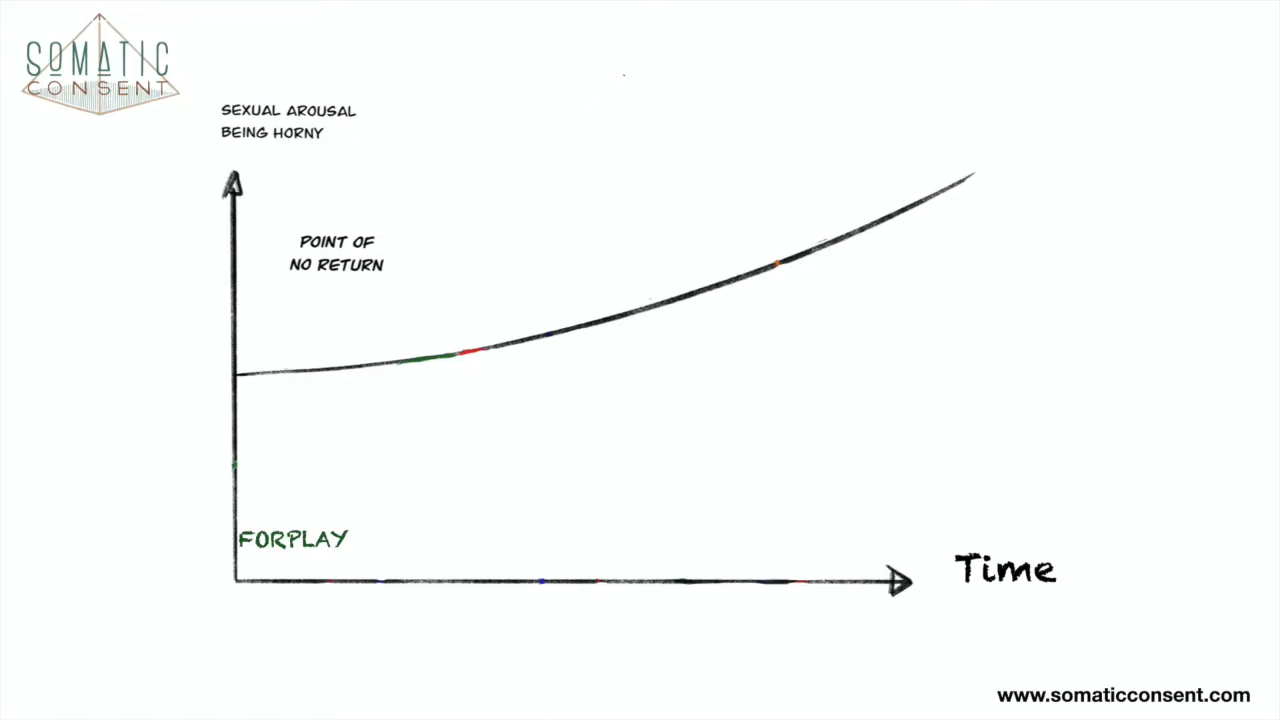 SOMATIC
CONSENT
SEXUAL AROUSAL
BEING HORNY
POINT OF
NO RETURN
FORPLAY
Time
www.somaticconsent.com